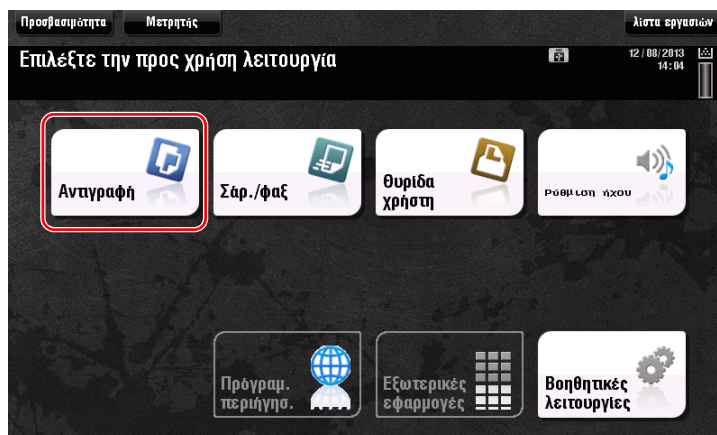 Προσβασιμότητα Μετρητής λίστα εργασιών
Επιλέξτε την προς χρήση λειτουργία
12/08/2013
14:04
Αντιγραφή
Σάρ./φαξ
Θυρίδα
χρήστη
Ρύθμιση ήχου
Πρόγραμ.
περιήγησ.
Εξωτερικές
εφαρμογές
Βοηθητικές
λειτουργίες